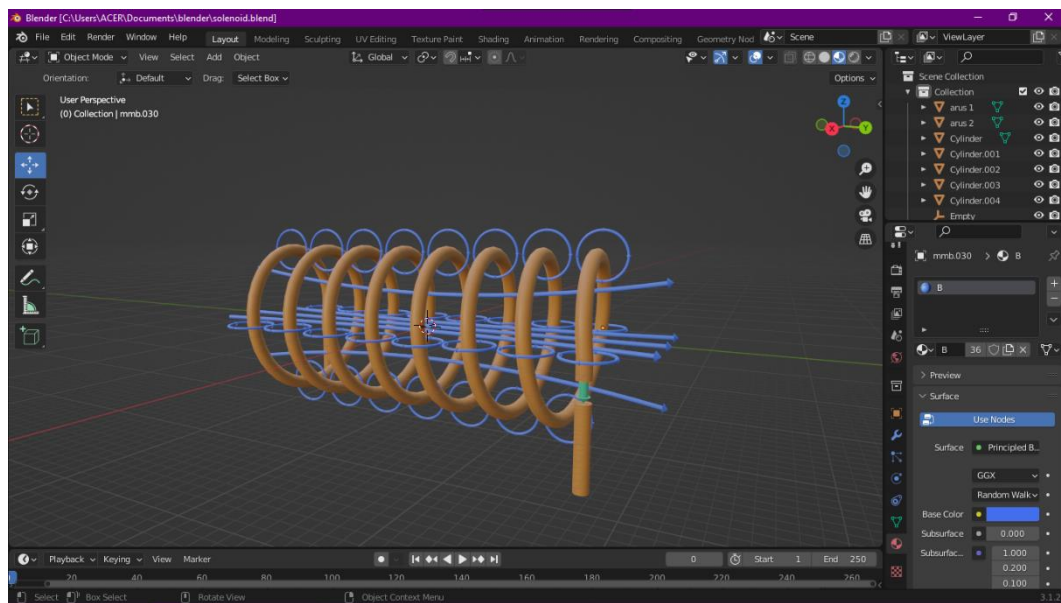 Blender [C:\Users\ACER\Documents\blender\solenoid.blend]
File Edit Render Window Help Layout Modeling Sculpting UV Editing Texture Paint Shading Animation Rendering Compositing Geometry Nod Scene ViewLayer
Object Mode View Select Add Object Global
Orientation: Default Drag: Select Box Options
User Perspective
(0) Collection | mmb.030
Z
X
Y
Scene Collection
Collection
arus 1
arus 2
Cylinder
Cylinder.001
Cylinder.002
Cylinder.003
Cylinder.004
Empty
mmb.030 > B
B
B 36
Preview
Surface
Use Nodes
Surface Principled B..
GGX
Random Walk
Base Color
Subsurface 0.000
Subsurfac.. 1.000
0.200
0.100
Playback Keying View Marker 0 Start 1 End 250
20 40 60 80 100 120 140 160 180 200 220 240 260
Select Box Select Rotate View Object Context Menu 3.1.2